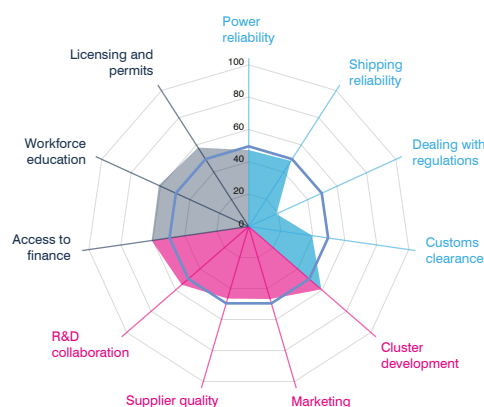 Power
reliability
Licensing and
permits
Shipping
reliability
100
80
60
40
20
0
Workforce
education
Dealing with
regulations
Access to
finance
Customs
clearance
R&D
collaboration
Cluster
development
Supplier quality
Marketing